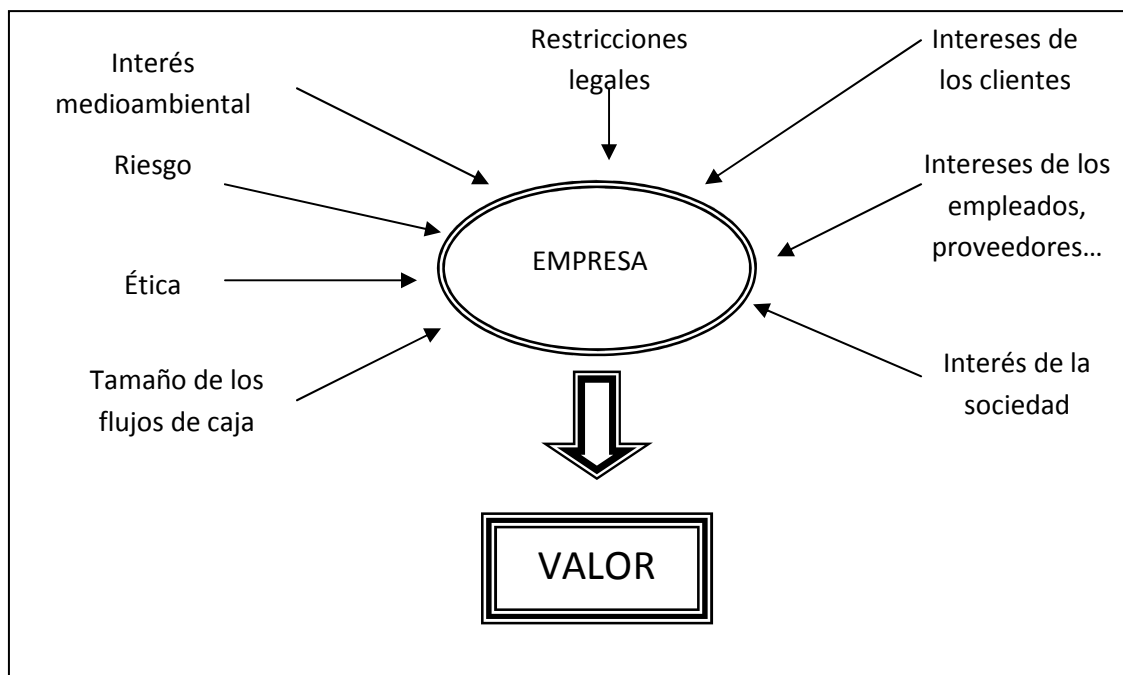 Interés
medioambiental
Restricciones
legales
Intereses de
los clientes
Riesgo
Intereses de los
empleados,
proveedores…
EMPRESA
Ética
Tamaño de los
flujos de caja
Interés de la
sociedad
VALOR